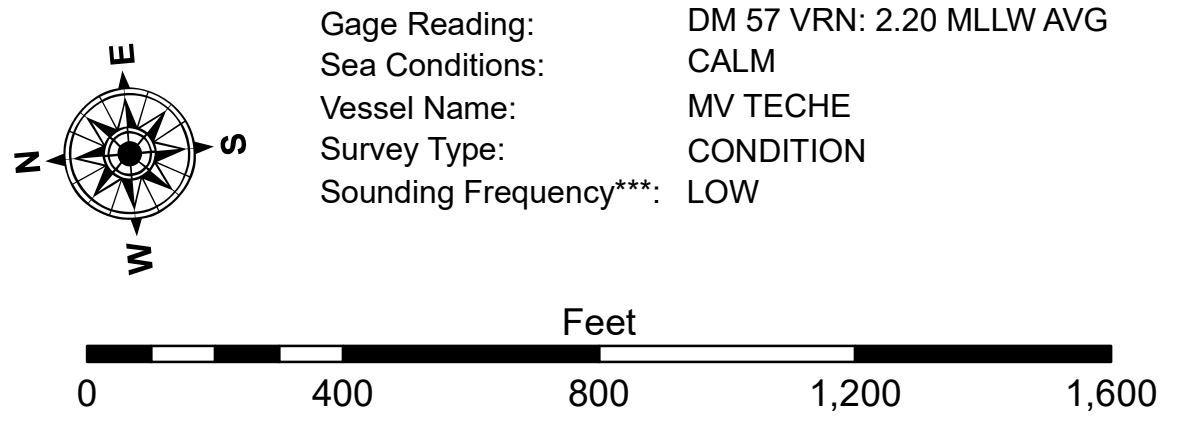 E
S
N
W
Gage Reading: DM 57 VRN: 2.20 MLLW AVG
Sea Conditions: CALM
Vessel Name: MV TECHE
Survey Type: CONDITION
Sounding Frequency***: LOW
Feet
0 400 800 1,200 1,600